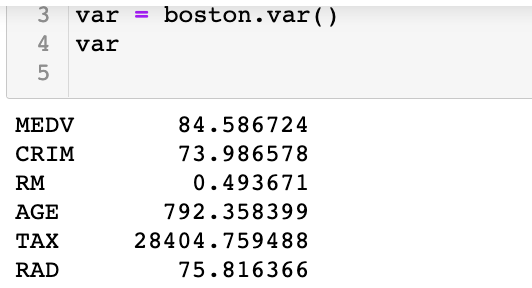 3 var = boston.var()
4 var
5
MEDV 84.586724
CRIM 73.986578
RM 0.493671
AGE 792.358399
TAX 28404.759488
RAD 75.816366